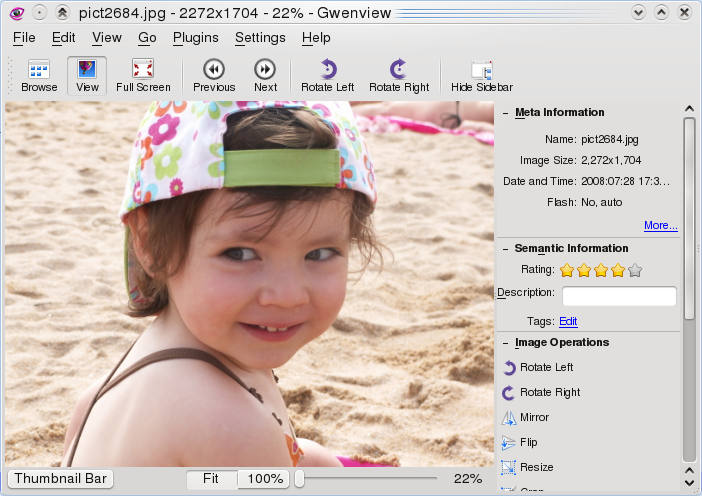 pict2684.jpg - 2272x1704 - 22% - Gwenview
File Edit View Go Plugins Settings Help
Browse View Full Screen Previous Next Rotate Left Rotate Right Hide Sidebar
Meta Information
Name: pict2684.jpg
Image Size: 2,272x1,704
Date and Time: 2008:07:28 17:3...
Flash: No, auto
More...
Semantic Information
Rating:
Description:
Tags: Edit
Image Operations
Rotate Left
Rotate Right
Mirror
Flip
Resize
Thumbnail Bar Fit 100% 22%